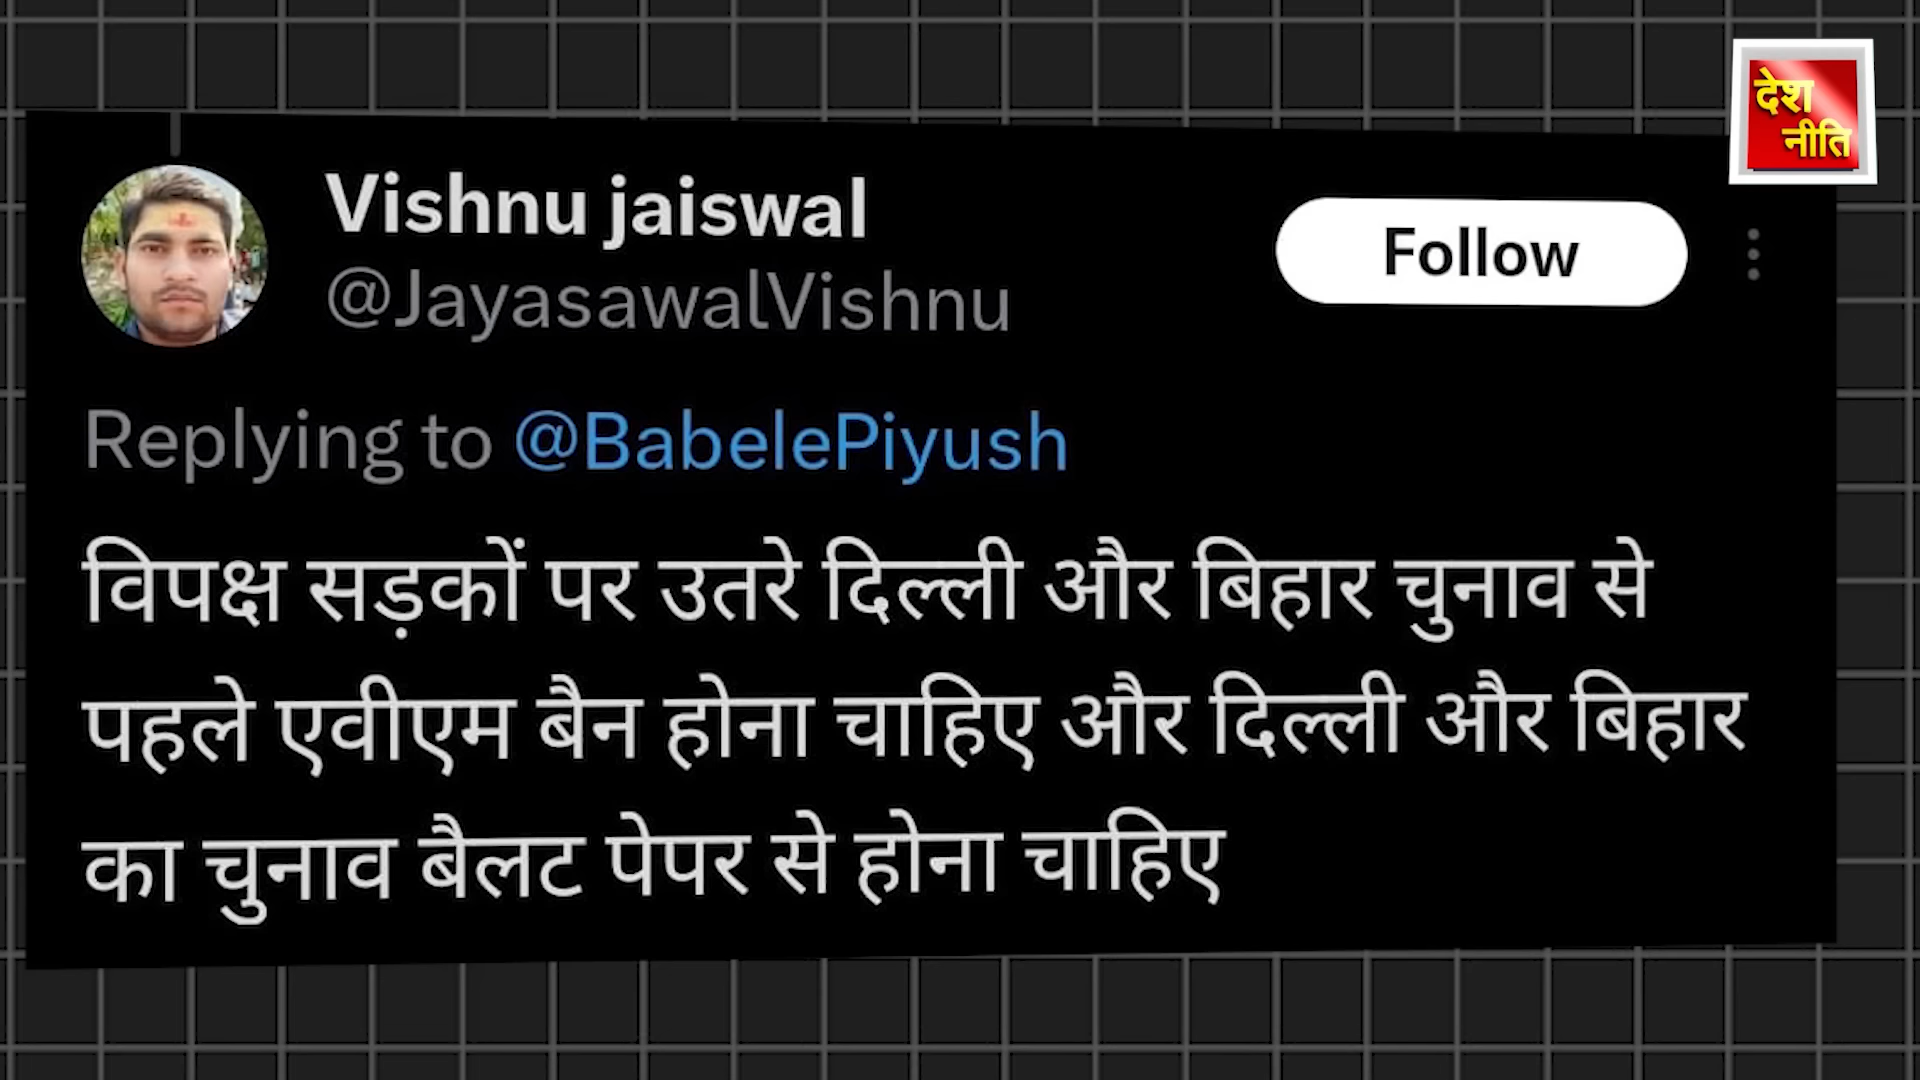 देश
नीति
Vishnu jaiswal
Follow
@JayasawalVishnu
Replying to @BabelePiyush
विपक्ष सड़कों पर उतरे दिल्ली और बिहार चुनाव से
पहले एवीएम बैन होना चाहिए और दिल्ली और बिहार
का चुनाव बैलट पेपर से होना चाहिए